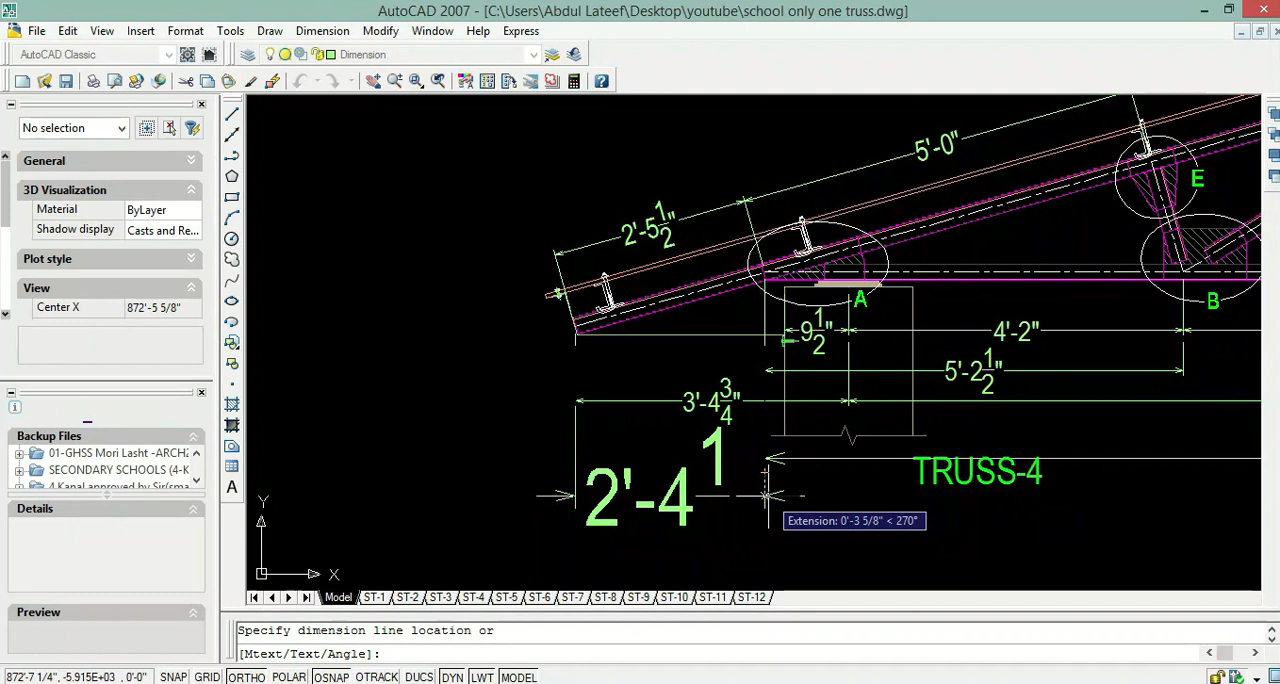 AutoCAD 2007 - [C:\Users\Abdul Lateef\Desktop\youtube\school only one truss.dwg]
File Edit View Insert Format Tools Draw Dimension Modify Window Help Express
AutoCAD Classic
Dimension
No selection
General
3D Visualization
Material ByLayer
Shadow display Casts and Re...
Plot style
View
Center X 872'-5 5/8"
Backup Files
01-GHSS Mori Lasht -ARCH2
SECONDARY SCHOOLS (4-K
4 Kanal approved by Sir(sma
Details
Preview
5'-0"
2'-5 1/2"
E
A
B
9 1/2"
4'-2"
5'-2 1/2"
3'-4 3/4"
TRUSS-4
2'-4 1
Extension: 0'-3 5/8" < 270°
Y
X
Model ST-1 ST-2 ST-3 ST-4 ST-5 ST-6 ST-7 ST-8 ST-9 ST-10 ST-11 ST-12
Specify dimension line location or
[Mtext/Text/Angle]:
872'-7 1/4", -5.915E+03 , 0'-0" SNAP GRID ORTHO POLAR OSNAP OTRACK DUCS DYN LWT MODEL